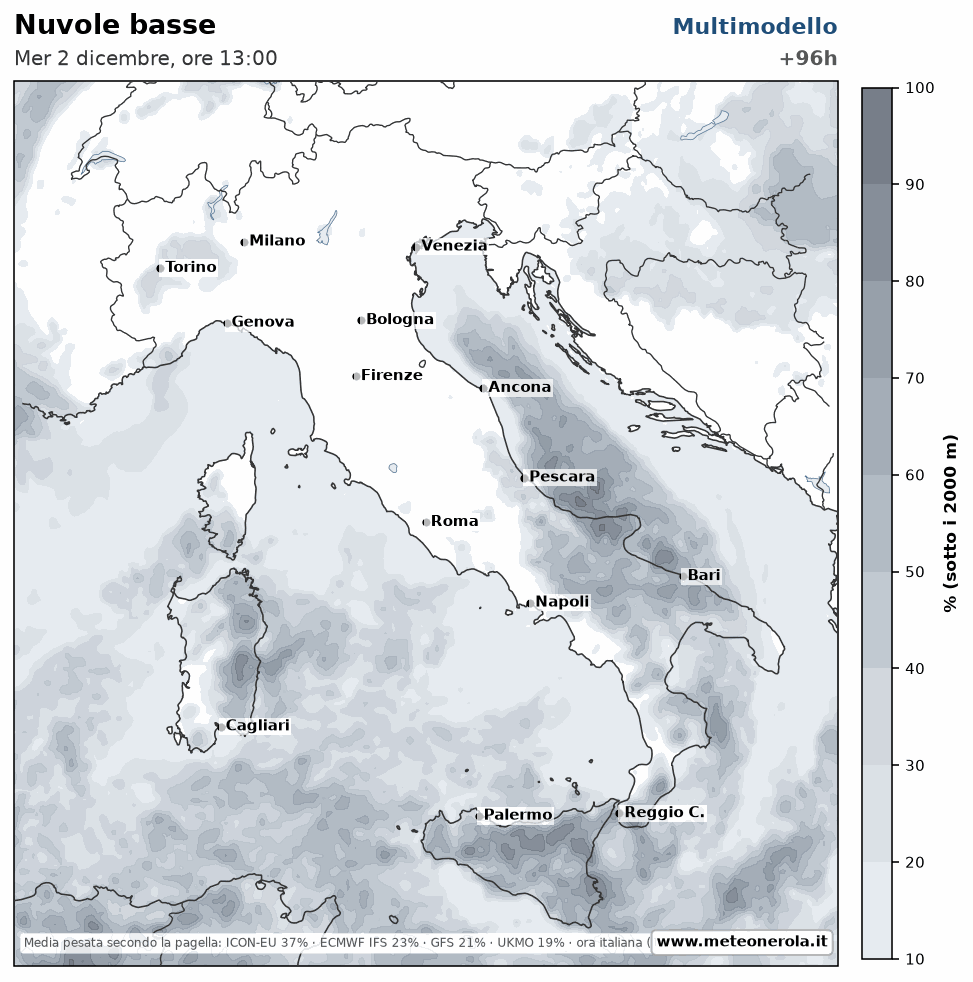 Nuvole basse
Multimodello
Mer 2 dicembre, ore 13:00
+96h
Milano
Venezia
Torino
Genova
Bologna
Firenze
Ancona
Pescara
Roma
Bari
Napoli
Cagliari
Palermo
Reggio C.
100
90
80
70
60
50
40
30
20
10
% (sotto i 2000 m)
Media pesata secondo la pagella: ICON-EU 37% · ECMWF IFS 23% · GFS 21% · UKMO 19% · ora italiana (
www.meteonerola.it